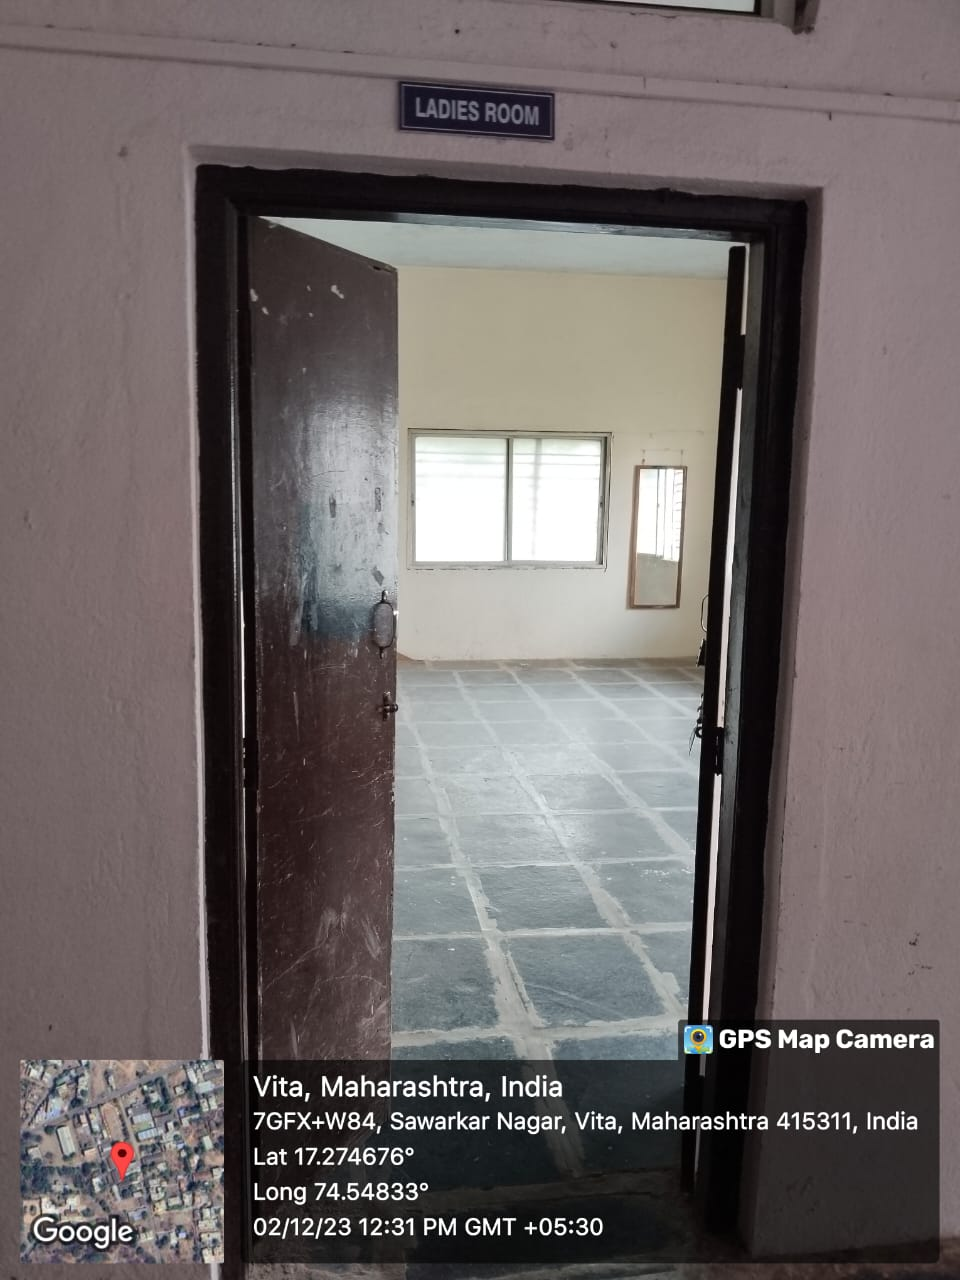 LADIES ROOM
GPS Map Camera
Vita, Maharashtra, India
7GFX+W84, Sawarkar Nagar, Vita, Maharashtra 415311, India
Lat 17.274676°
Long 74.54833°
02/12/23 12:31 PM GMT +05:30
Google